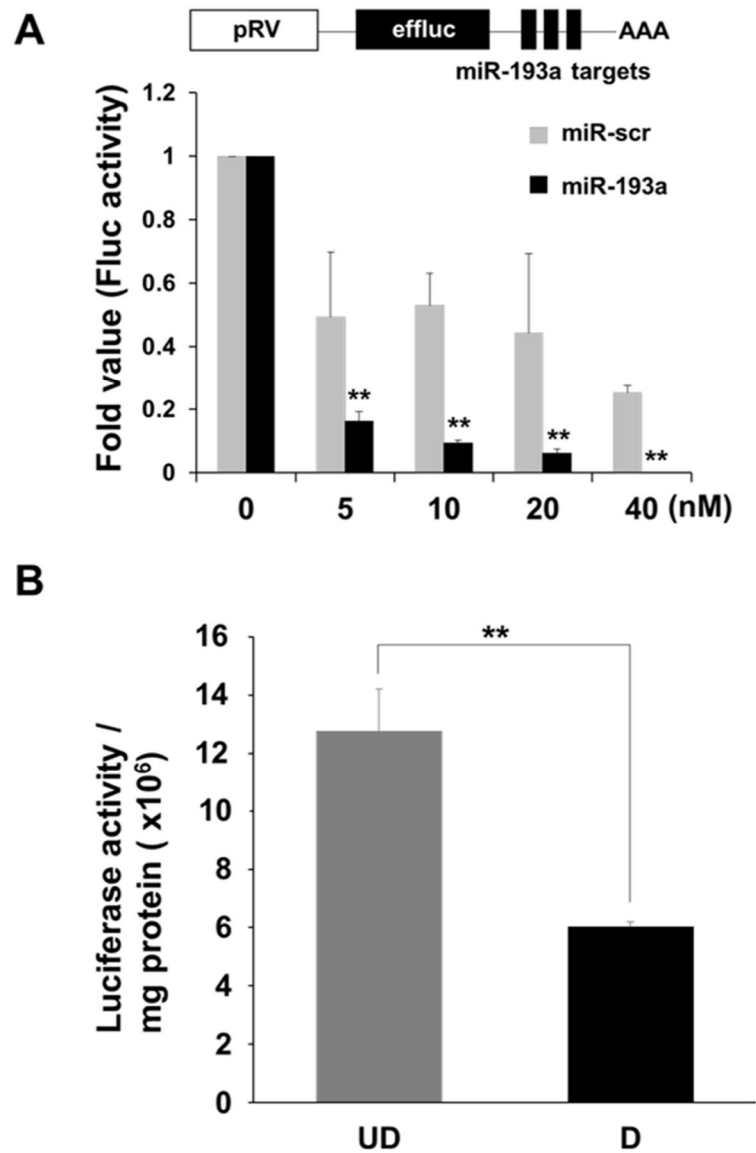 A
pRV effluc AAA
miR-193a targets
Fold value (Fluc activity)
1.2
1
0.8
0.6
0.4
0.2
0
miR-scr
miR-193a
**
**
**
**
0 5 10 20 40 (nM)
B
Luciferase activity /
mg protein ( x10⁶)
16
14
12
10
8
6
4
2
0
**
UD D